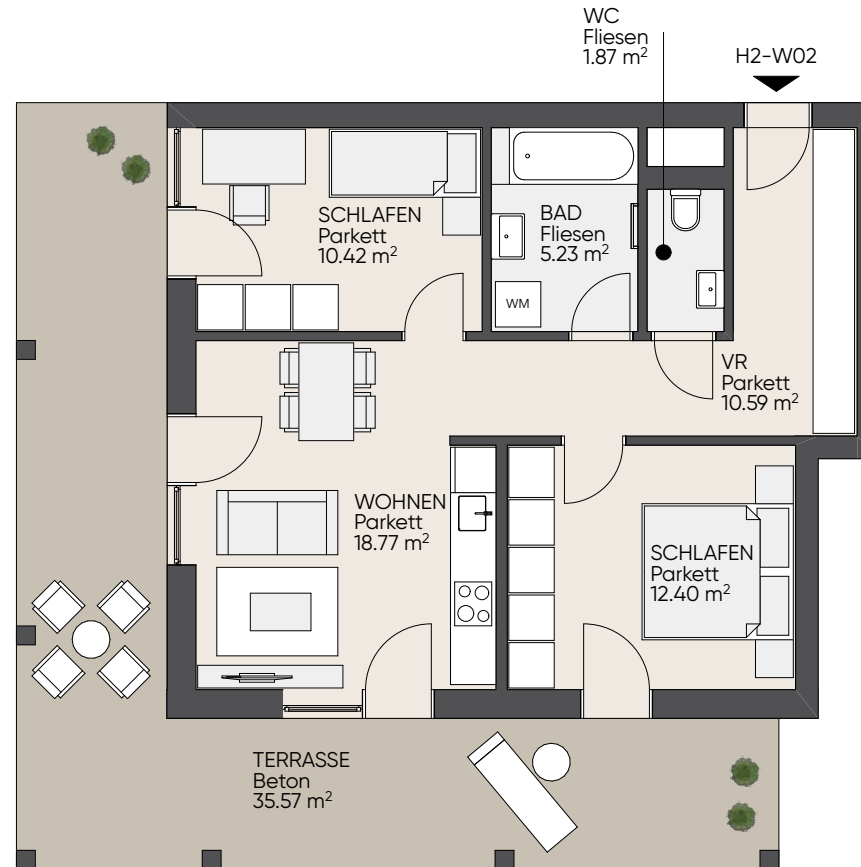 WC
Fliesen
1.87 m²
H2-W02
SCHLAFEN
Parkett
10.42 m²
BAD
Fliesen
5.23 m²
WM
VR
Parkett
10.59 m²
WOHNEN
Parkett
18.77 m²
SCHLAFEN
Parkett
12.40 m²
TERRASSE
Beton
35.57 m²